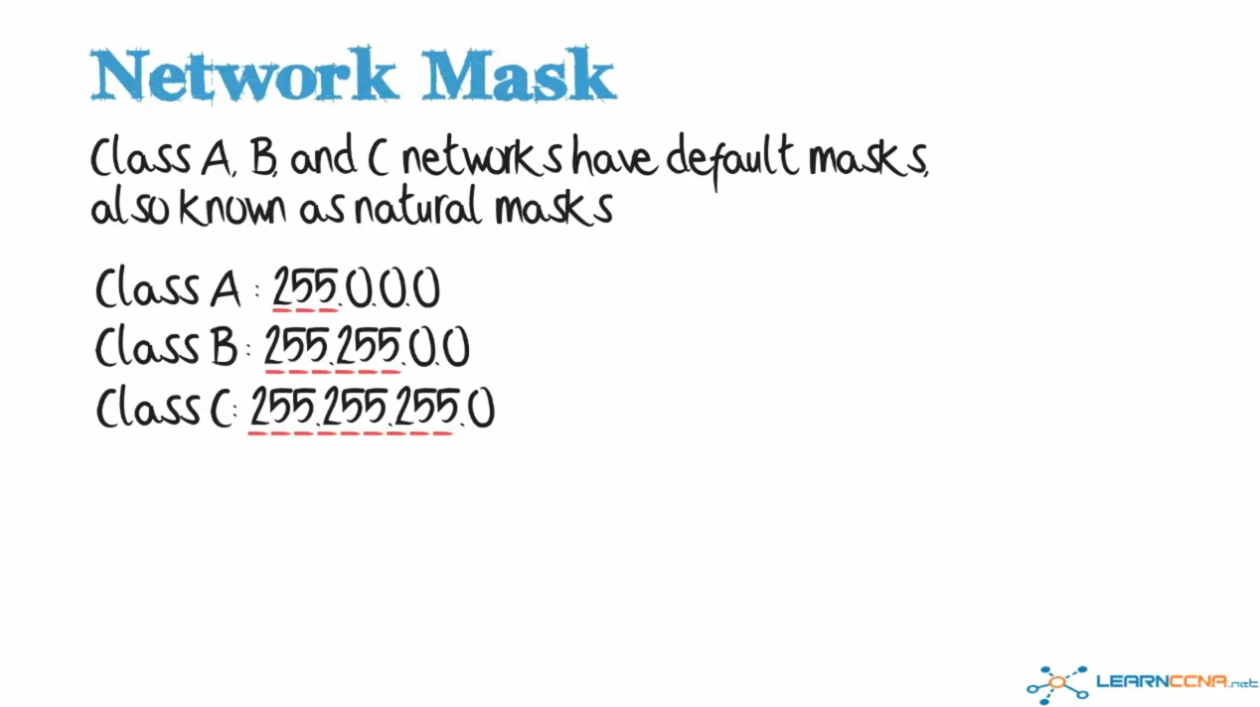 Network Mask
Class A, B, and C networks have default masks,
also known as natural masks
Class A : 255.0.0.0
Class B : 255.255.0.0
Class C: 255.255.255.0
LEARNCCNA.net